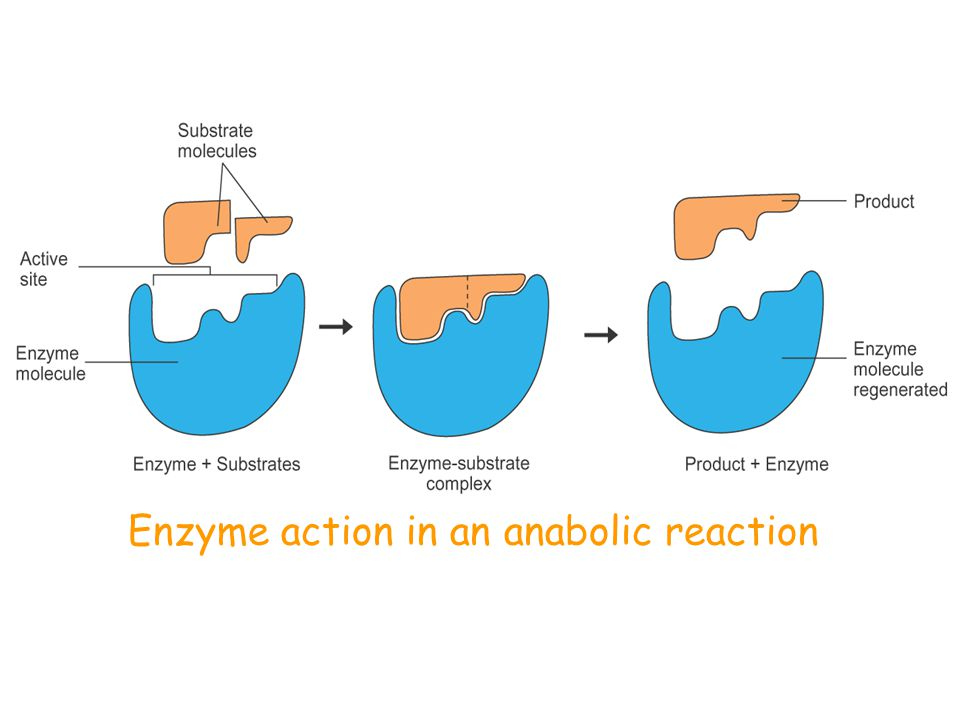 Substrate
molecules
Product
Active
site
Enzyme
molecule
Enzyme
molecule
regenerated
Enzyme + Substrates
Enzyme-substrate
complex
Product + Enzyme
Enzyme action in an anabolic reaction